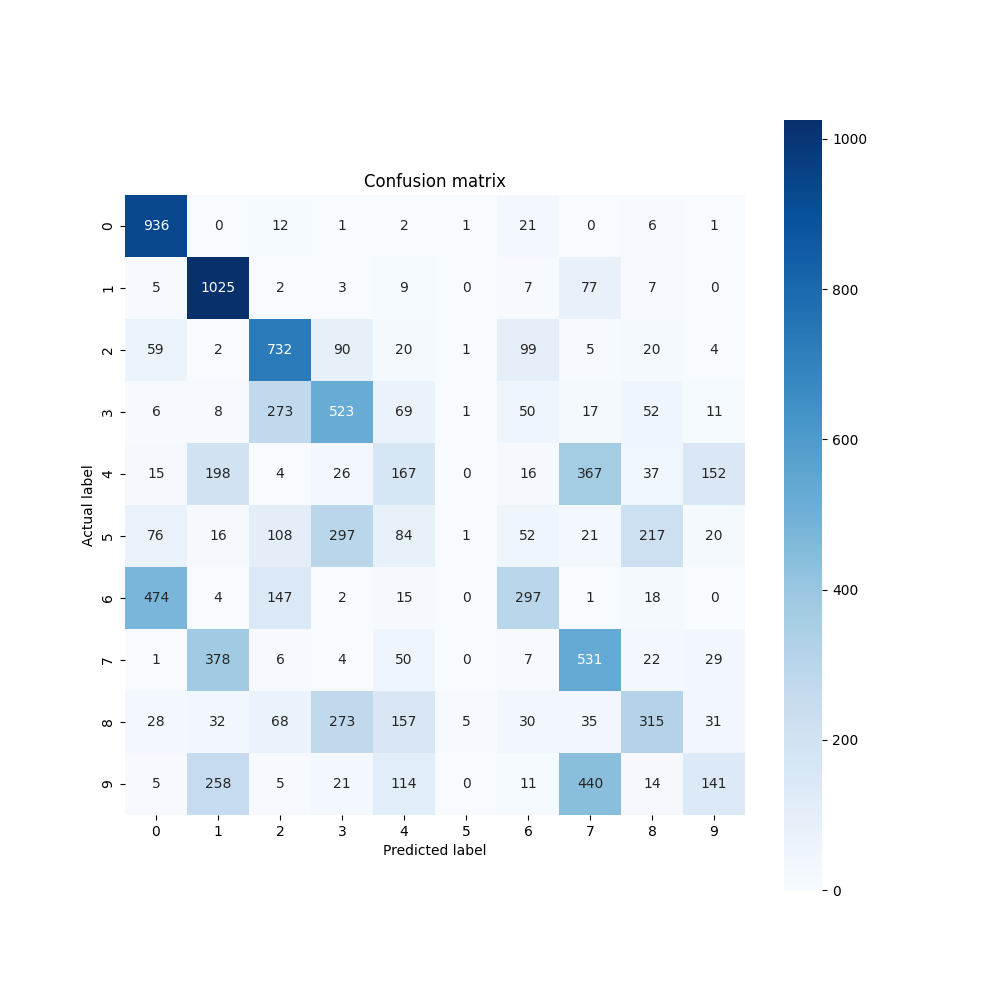 Confusion matrix
0 936 0 12 1 2 1 21 0 6 1
1 5 1025 2 3 9 0 7 77 7 0
2 59 2 732 90 20 1 99 5 20 4
3 6 8 273 523 69 1 50 17 52 11
4 15 198 4 26 167 0 16 367 37 152
5 76 16 108 297 84 1 52 21 217 20
6 474 4 147 2 15 0 297 1 18 0
7 1 378 6 4 50 0 7 531 22 29
8 28 32 68 273 157 5 30 35 315 31
9 5 258 5 21 114 0 11 440 14 141
0 1 2 3 4 5 6 7 8 9
Predicted label
Actual label
1000
800
600
400
200
0